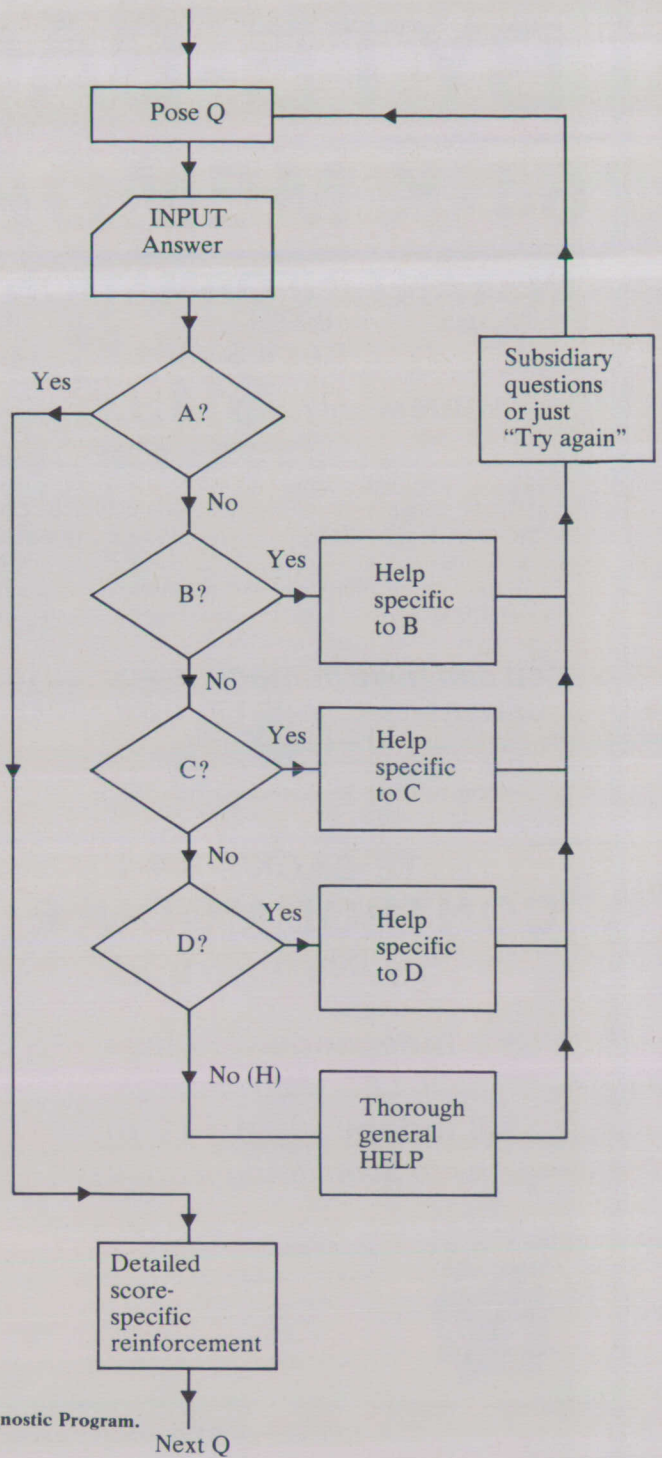 Pose Q
INPUT
Answer
Yes
A?
Subsidiary
questions
or just
“Try again”
No
B?
Yes
Help
specific
to B
No
C?
Yes
Help
specific
to C
No
D?
Yes
Help
specific
to D
No (H)
Thorough
general
HELP
Detailed
score-
specific
reinforcement
nostic Program.
Next Q